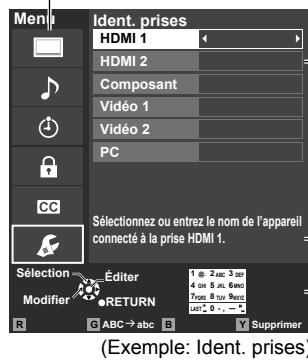 Menu
Ident. prises
HDMI 1
HDMI 2
Composant
Vidéo 1
Vidéo 2
PC
CC
Sélectionnez ou entrez le nom de l'appareil
connecté à la prise HDMI 1.
Sélection
Éditer
Modifier
RETURN
1 @. 2 ABC 3 DEF
4 GHI 5 JKL 6 MNO
7 PQRS 8 TUV 9 WXYZ
LAST 0 - ,
R G ABC → abc B Y Supprimer
(Exemple: Ident. prises